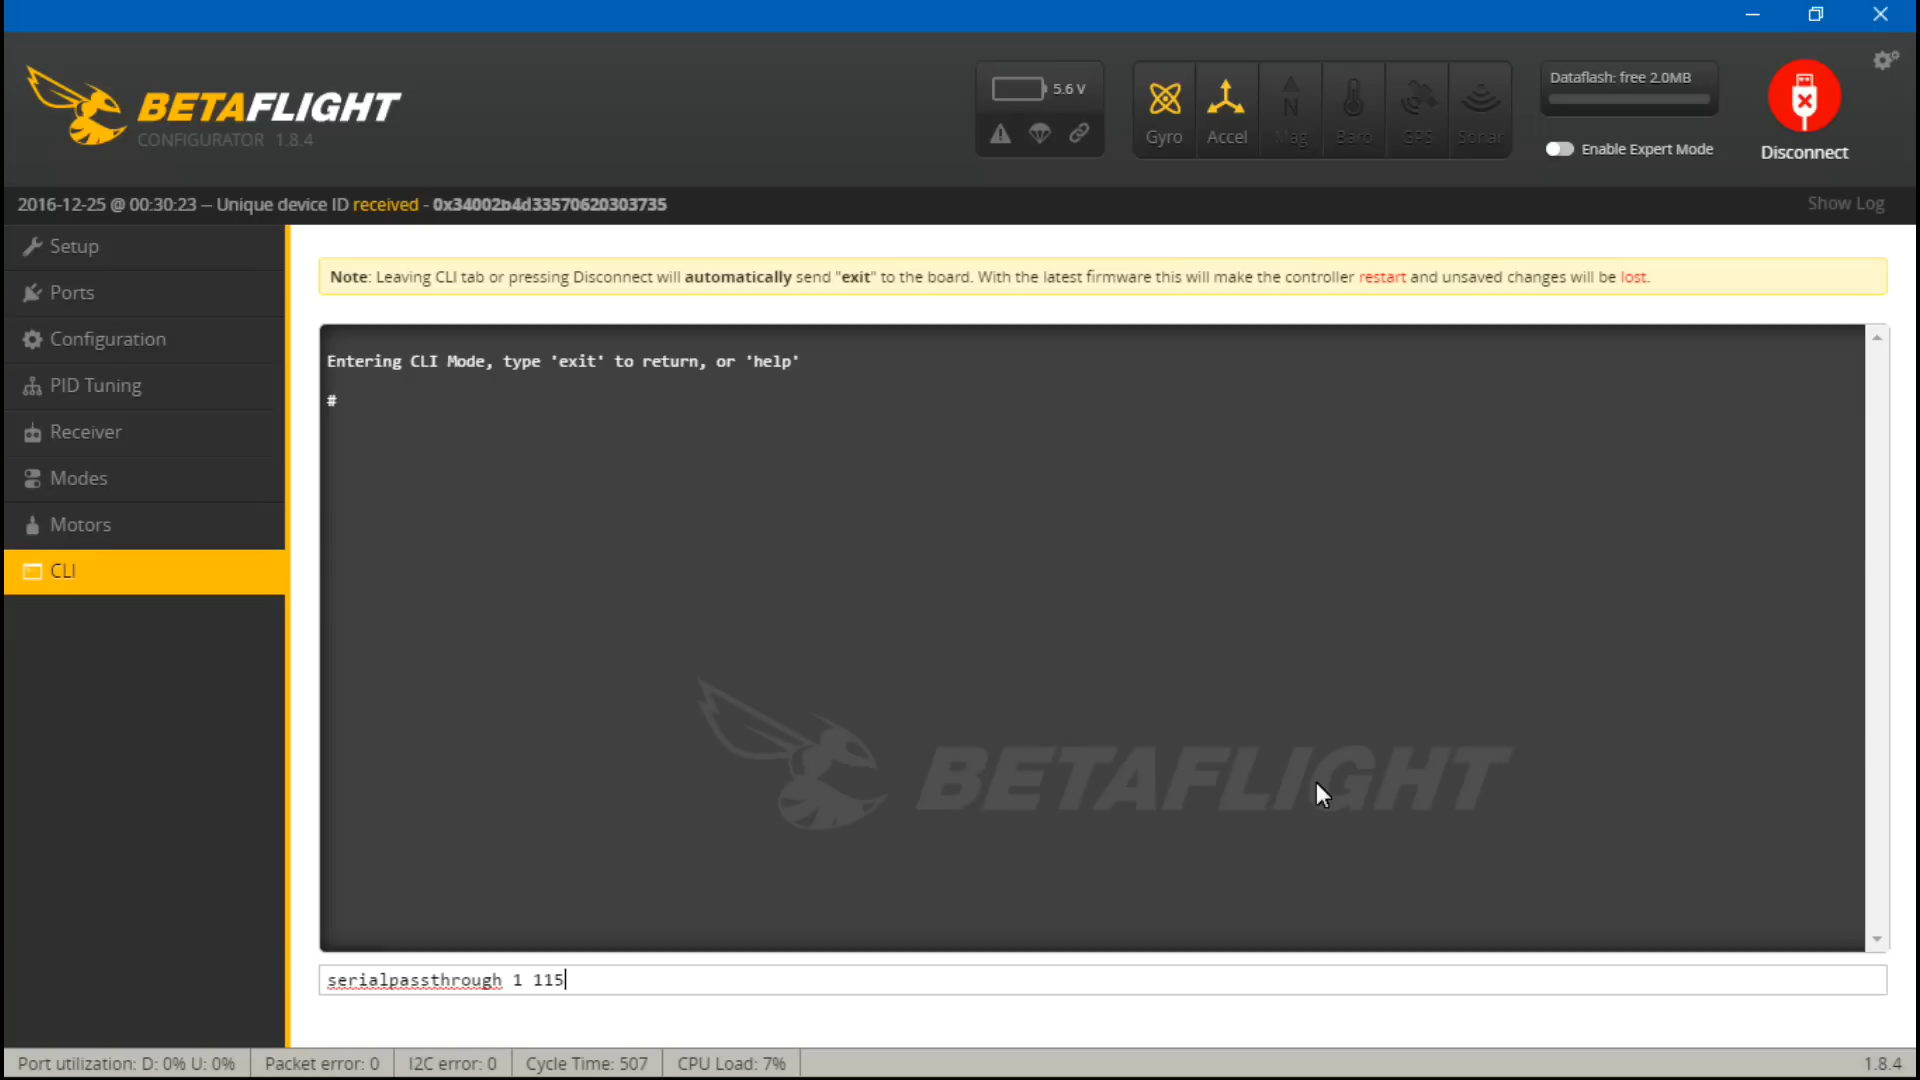 BETAFLIGHT
CONFIGURATOR 1.8.4
5.6 V
Gyro
Accel
Mag
Baro
GPS
Sonar
Dataflash: free 2.0MB
Enable Expert Mode
Disconnect
2016-12-25 @ 00:30:23 -- Unique device ID received - 0x34002b4d33570620303735
Show Log
Setup
Ports
Configuration
PID Tuning
Receiver
Modes
Motors
CLI
Note: Leaving CLI tab or pressing Disconnect will automatically send "exit" to the board. With the latest firmware this will make the controller restart and unsaved changes will be lost.
Entering CLI Mode, type 'exit' to return, or 'help'
#
BETAFLIGHT
serialpassthrough 1 115
Port utilization: D: 0% U: 0%
Packet error: 0
I2C error: 0
Cycle Time: 507
CPU Load: 7%
1.8.4